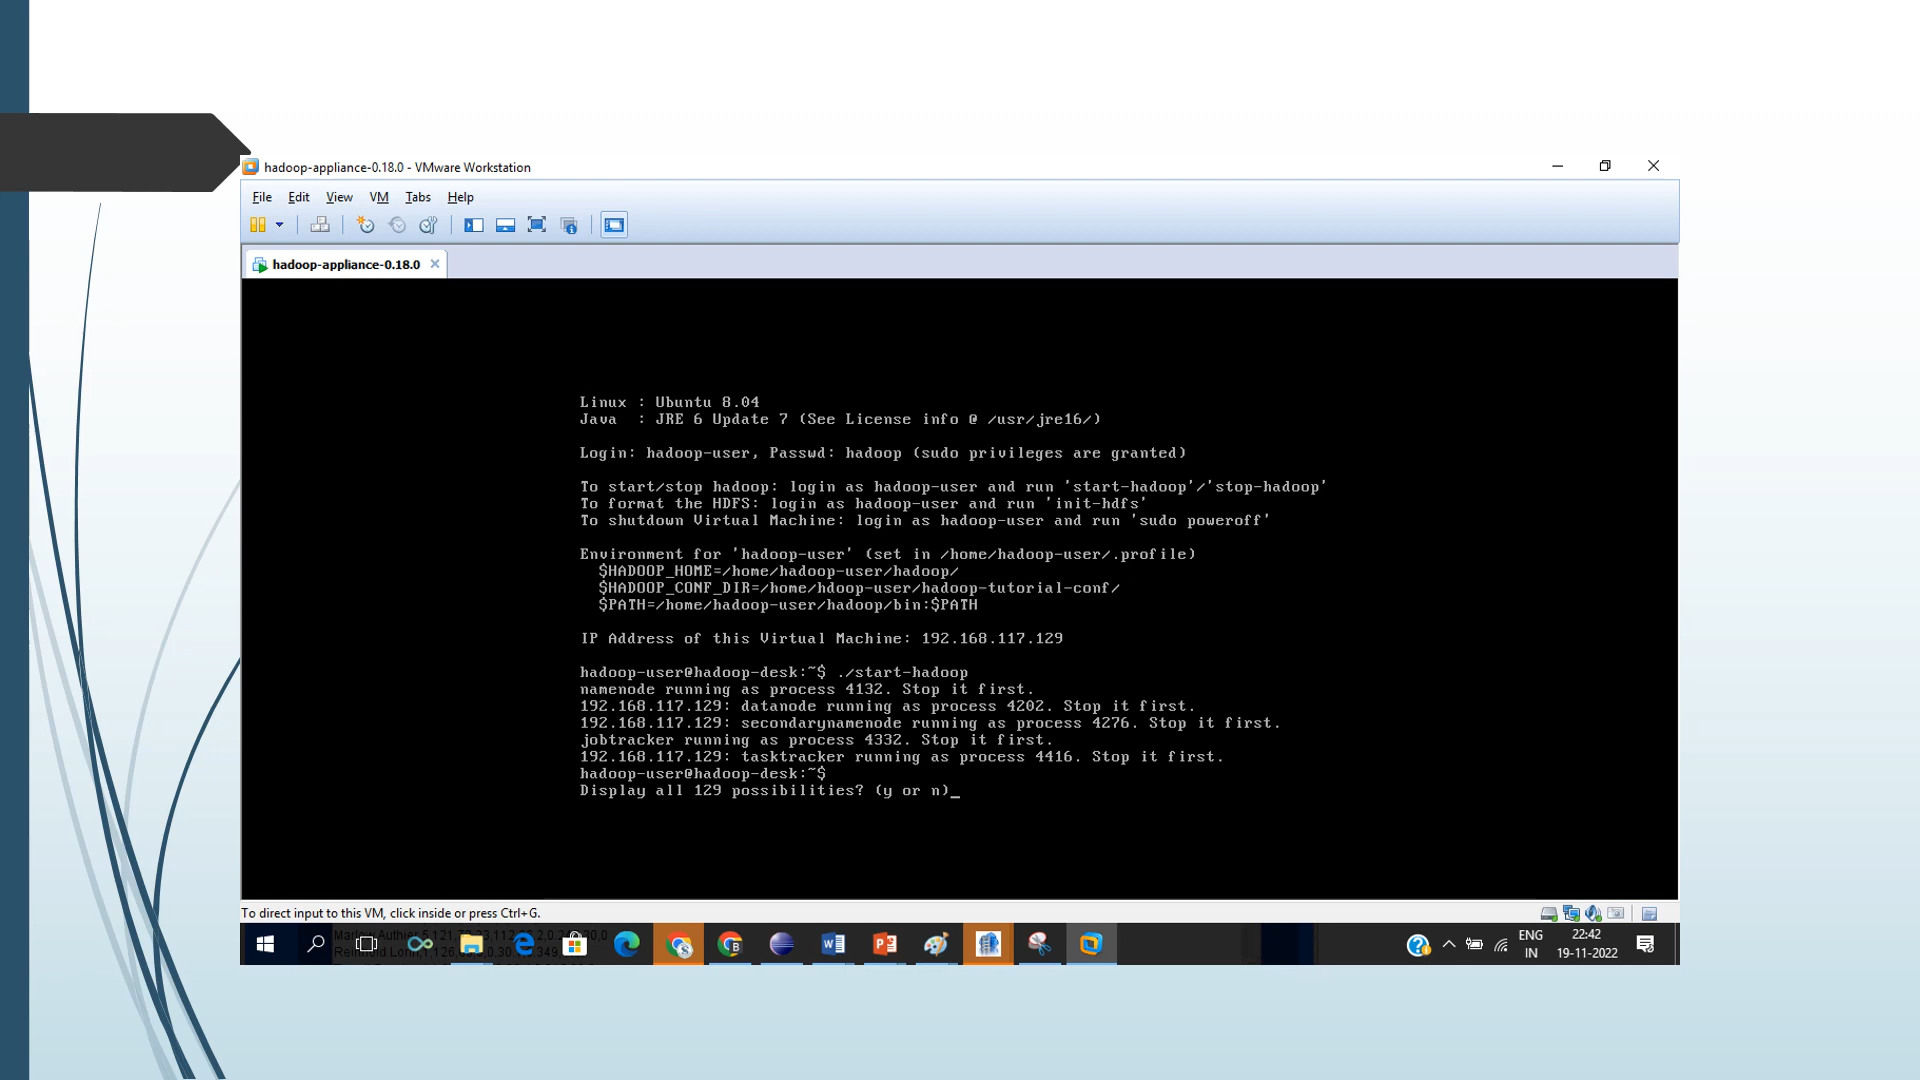 hadoop-appliance-0.18.0 - VMware Workstation
File Edit View VM Tabs Help
hadoop-appliance-0.18.0
Linux : Ubuntu 8.04
Java : JRE 6 Update 7 (See License info @ /usr/jre16/)
Login: hadoop-user, Passwd: hadoop (sudo privileges are granted)
To start/stop hadoop: login as hadoop-user and run 'start-hadoop'/'stop-hadoop'
To format the HDFS: login as hadoop-user and run 'init-hdfs'
To shutdown Virtual Machine: login as hadoop-user and run 'sudo poweroff'
Environment for 'hadoop-user' (set in /home/hadoop-user/.profile)
$HADOOP_HOME=/home/hadoop-user/hadoop/
$HADOOP_CONF_DIR=/home/hdoop-user/hadoop-tutorial-conf/
$PATH=/home/hadoop-user/hadoop/bin:$PATH
IP Address of this Virtual Machine: 192.168.117.129
hadoop-user@hadoop-desk:~$ ./start-hadoop
namenode running as process 4132. Stop it first.
192.168.117.129: datanode running as process 4202. Stop it first.
192.168.117.129: secondarynamenode running as process 4276. Stop it first.
jobtracker running as process 4332. Stop it first.
192.168.117.129: tasktracker running as process 4416. Stop it first.
hadoop-user@hadoop-desk:~$
Display all 129 possibilities? (y or n)_
To direct input to this VM, click inside or press Ctrl+G.
ENG 22:42
IN 19-11-2022